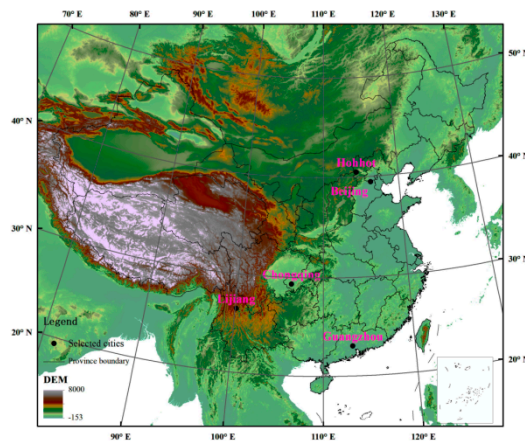 70° E 80° E 90° E 100° E 110° E 120° E 130° E
50° N
40° N
40° N
Hohhot
Beijing
30° N
30° N
Chongqing
Lijiang
Legend
20° N
Selected cities
Guangzhou
Province boundary
20° N
DEM
8000
-153
90° E 100° E 110° E 120° E